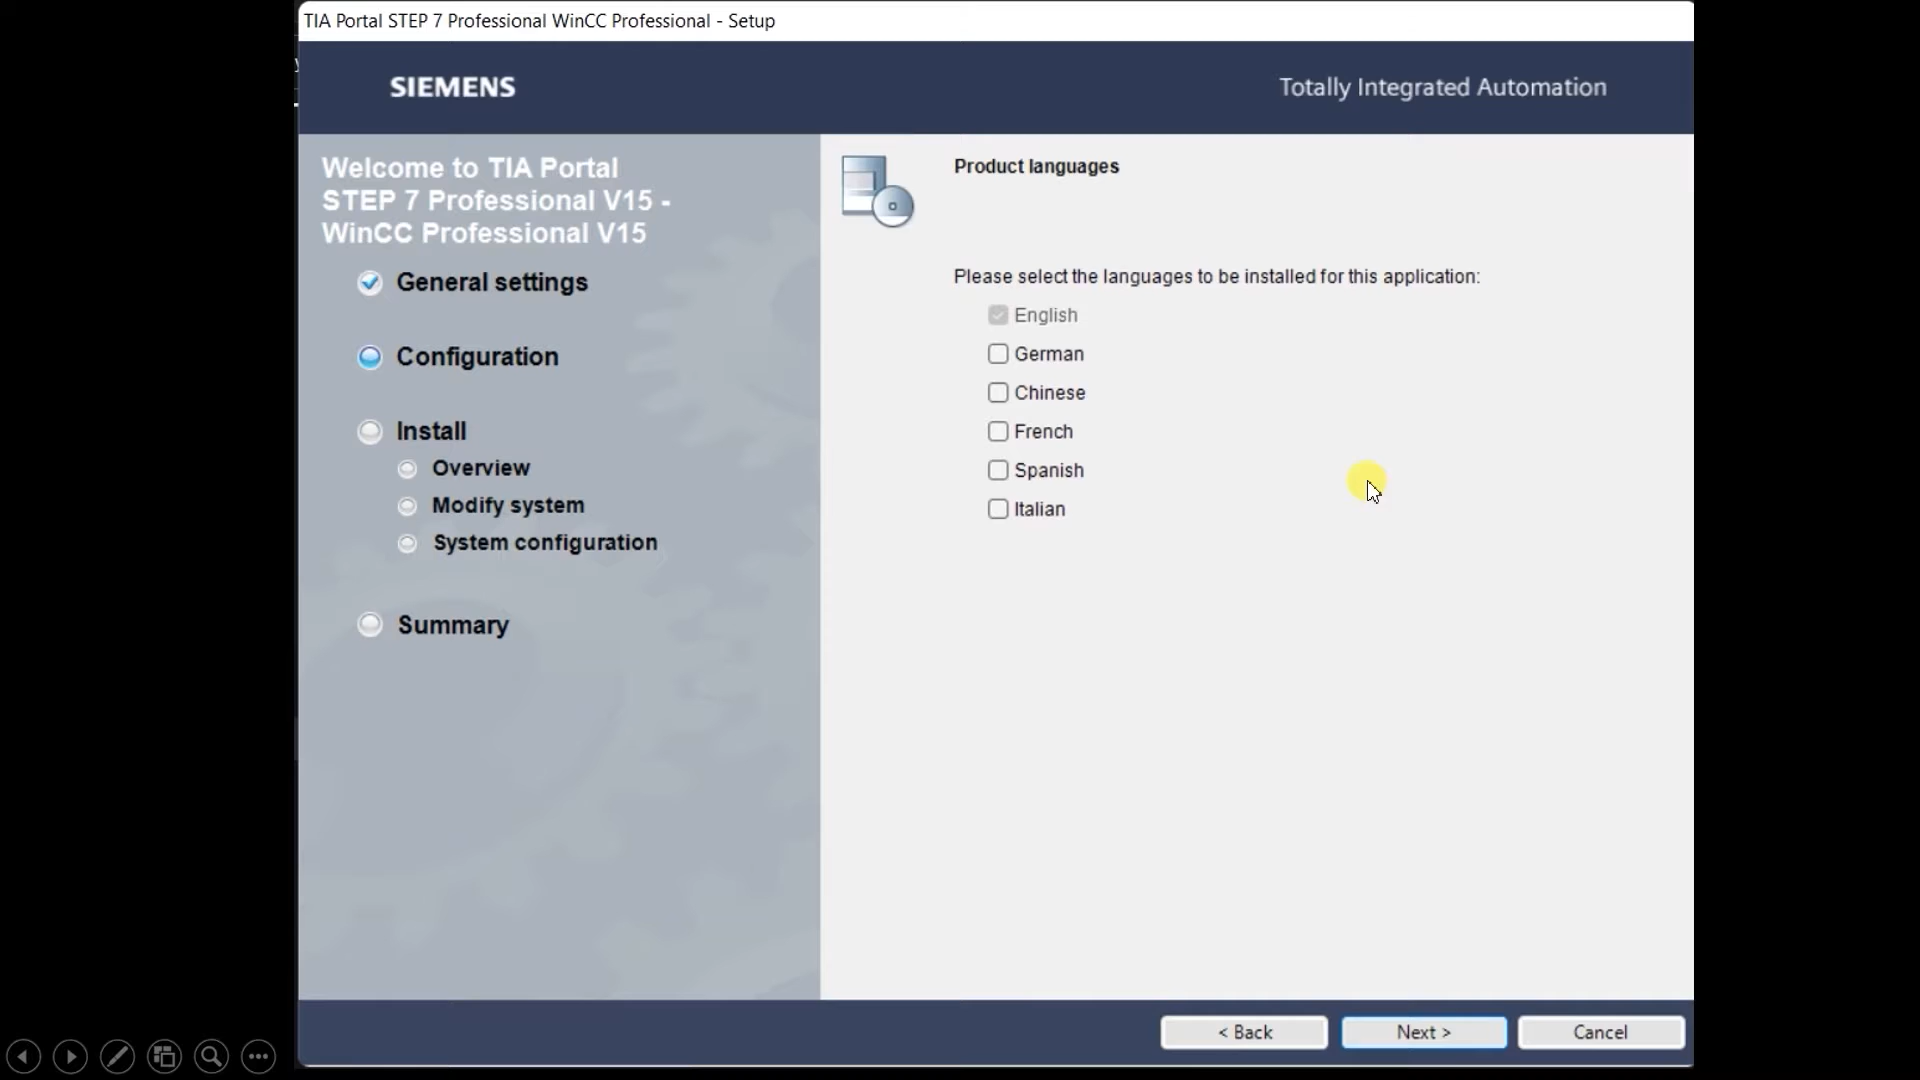 TIA Portal STEP 7 Professional WinCC Professional - Setup
SIEMENS
Totally Integrated Automation
Welcome to TIA Portal
STEP 7 Professional V15 -
WinCC Professional V15
General settings
Configuration
Install
Overview
Modify system
System configuration
Summary
Product languages
Please select the languages to be installed for this application:
English
German
Chinese
French
Spanish
Italian
< Back
Next >
Cancel